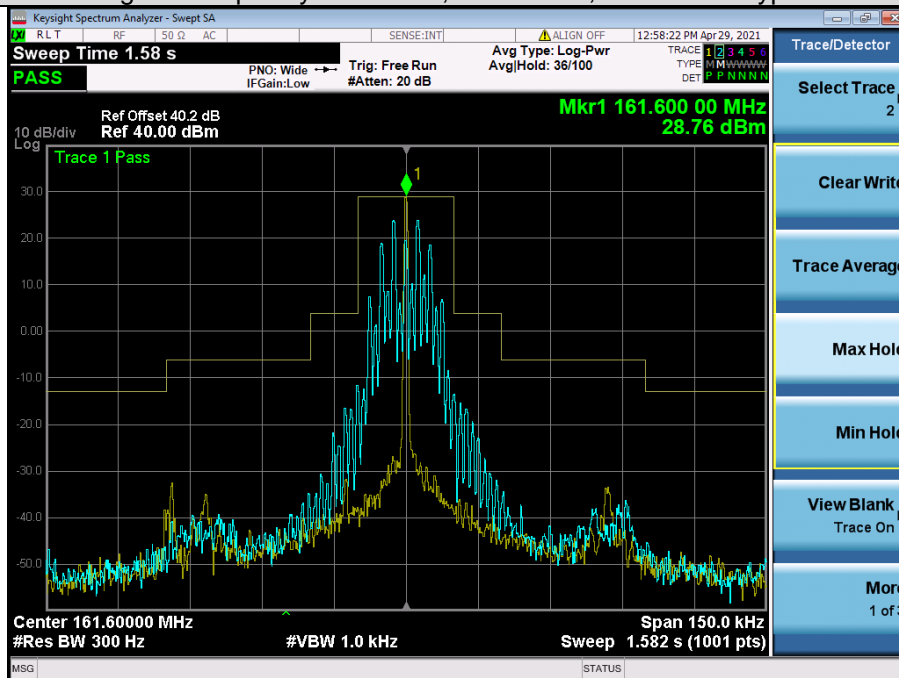 Keysight Spectrum Analyzer - Swept SA
LXI RLT RF 50 Ω AC SENSE:INT ALIGN OFF 12:58:22 PM Apr 29, 2021
Sweep Time 1.58 s
PASS
PNO: Wide
IFGain:Low
Trig: Free Run
#Atten: 20 dB
Avg Type: Log-Pwr
Avg|Hold: 36/100
TRACE 1 2 3 4 5 6
TYPE M M W W W W
DET P P N N N N
Mkr1 161.600 00 MHz
28.76 dBm
Ref Offset 40.2 dB
Ref 40.00 dBm
10 dB/div
Log
Trace 1 Pass
1
30.0
20.0
10.0
0.00
-10.0
-20.0
-30.0
-40.0
-50.0
Center 161.60000 MHz
Span 150.0 kHz
#Res BW 300 Hz
#VBW 1.0 kHz
Sweep 1.582 s (1001 pts)
MSG
STATUS
Trace/Detector
Select Trace
2
Clear Write
Trace Average
Max Hold
Min Hold
View Blank
Trace On
More
1 of 3